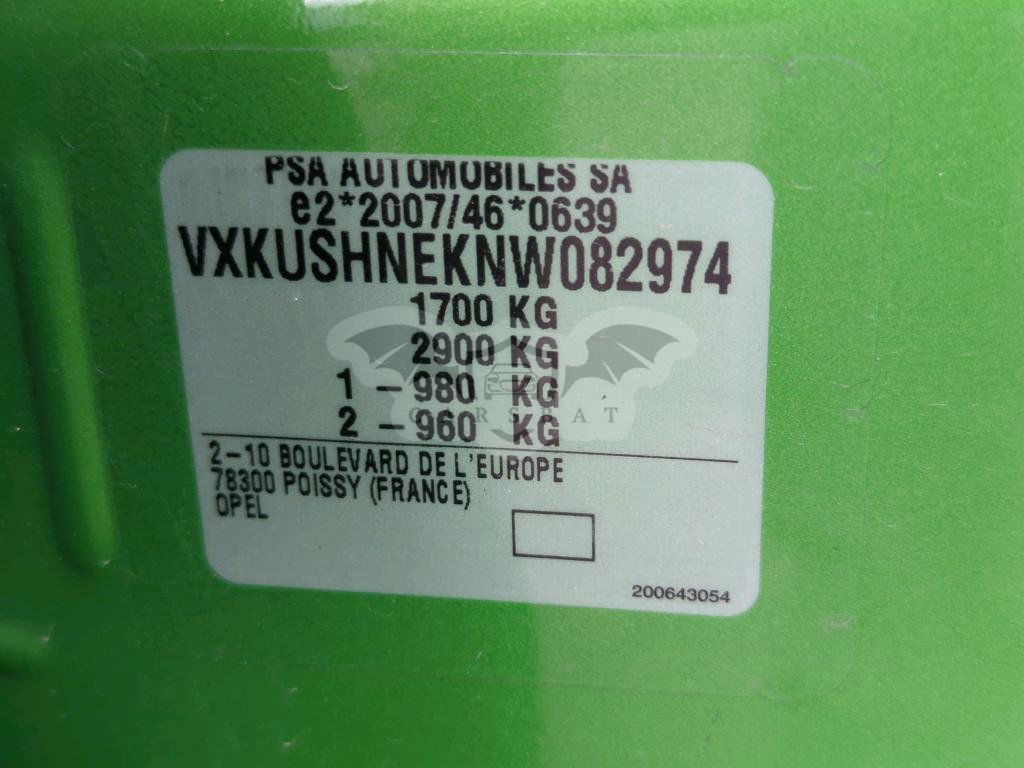 PSA AUTOMOBILES SA
e2*2007/46*0639
VXKUSHNEKNW082974
1700 KG
2900 KG
1 - 980 KG
2 - 960 KG
CARSBAT
2-10 BOULEVARD DE L'EUROPE
78300 POISSY (FRANCE)
OPEL
200643054